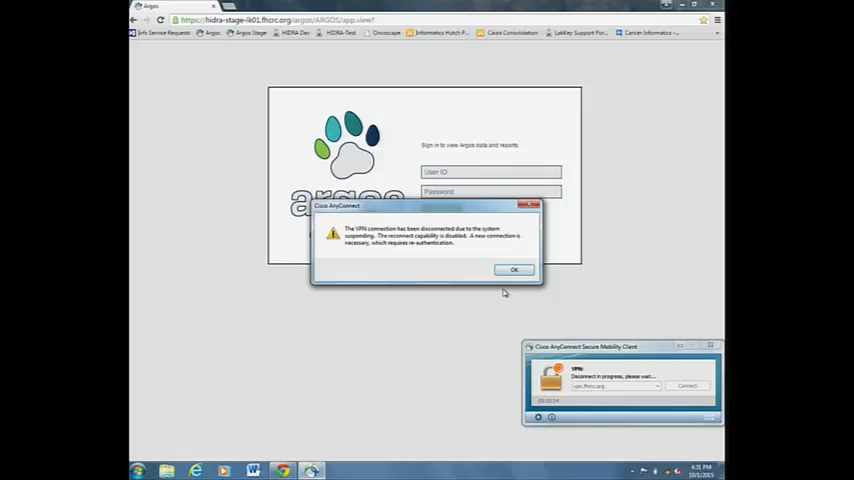 Argos
https://hidra-stage-lk01.fhcrc.org/argos/ARGOS/app.view?
Info Service Requests
Argos
Argos Stage
HIDRA Dev
HIDRA-Test
Oncoscape
Informatics Hutch P...
Caisis Consolidation
LabKey Support Por...
Cancer Informatics -...
Sign in to view Argos data and reports.
User ID
Password
argos
Cisco AnyConnect
The VPN connection has been disconnected due to the system
suspending. The reconnect capability is disabled. A new connection is
necessary, which requires re-authentication.
OK
Cisco AnyConnect Secure Mobility Client
VPN:
Disconnect in progress, please wait...
vpn.fhcrc.org
Connect
4:31 PM